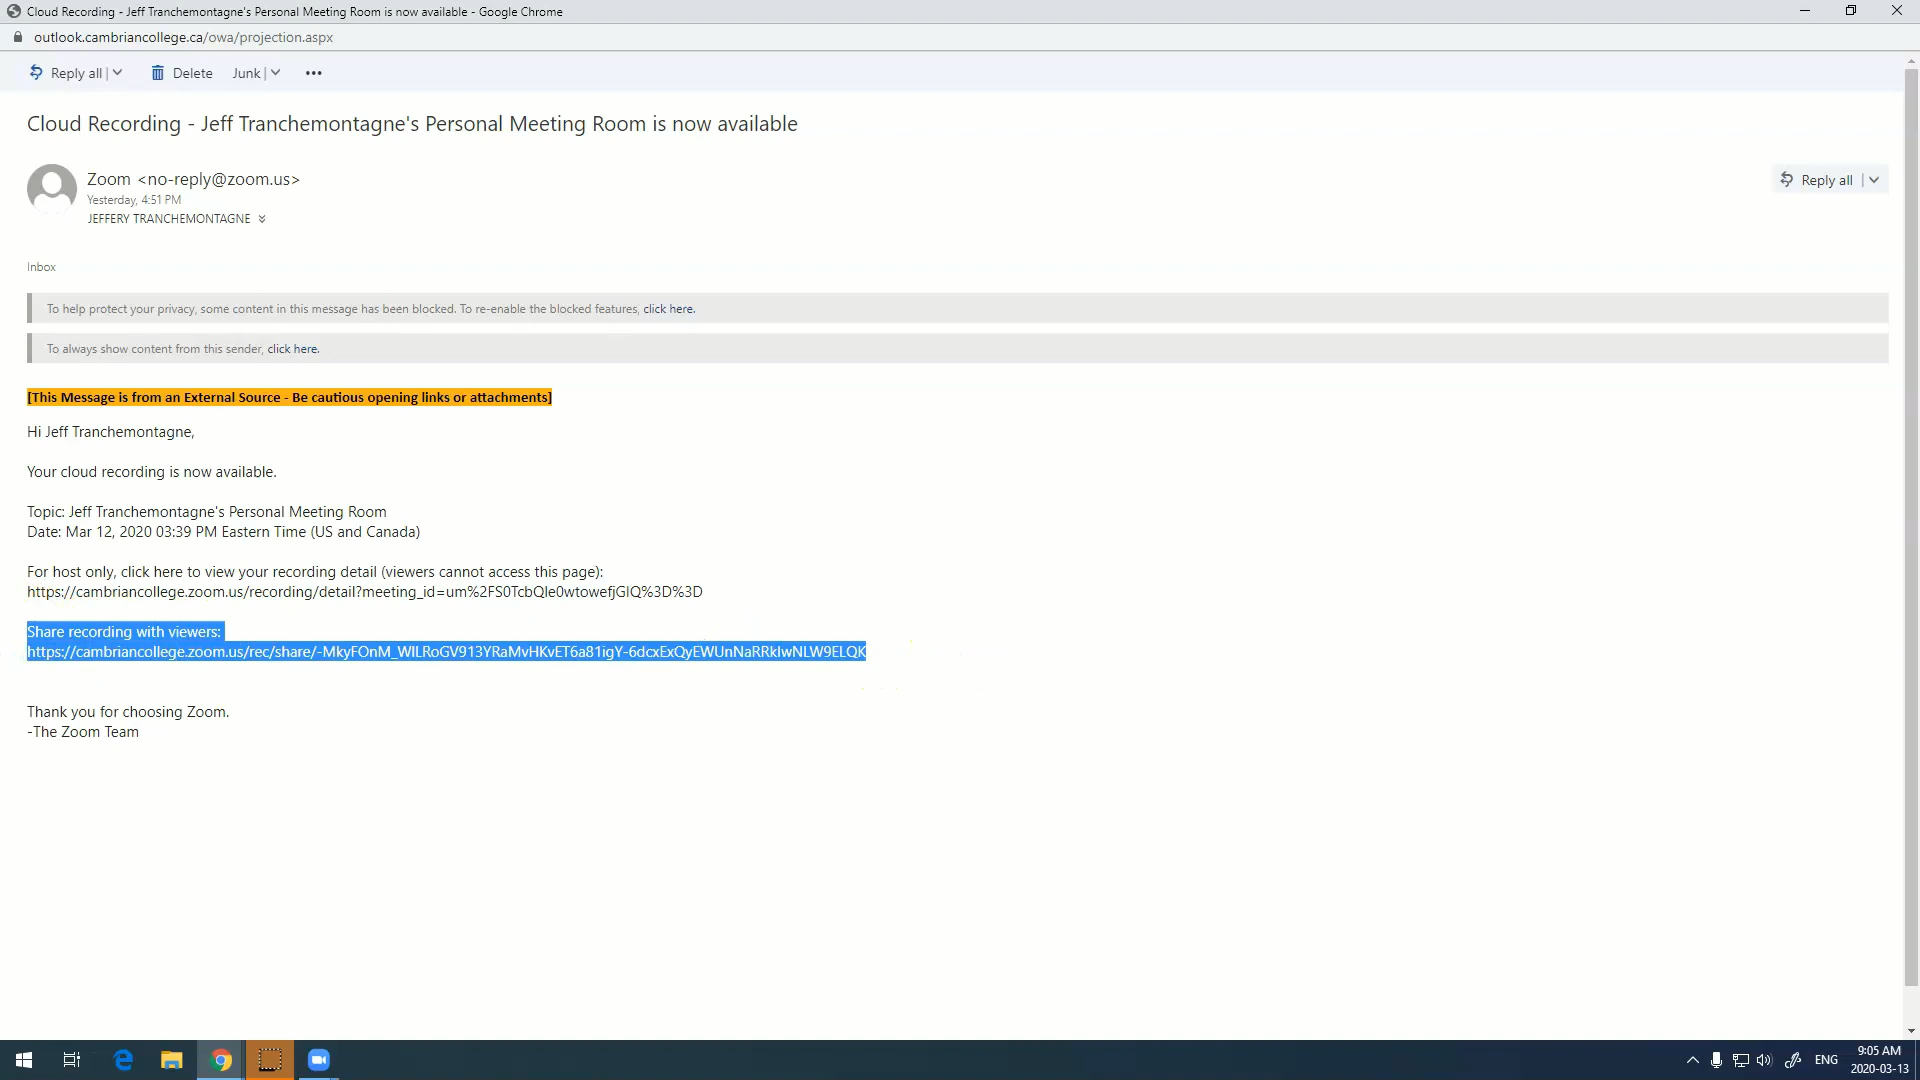 Cloud Recording - Jeff Tranchemontagne's Personal Meeting Room is now available - Google Chrome
outlook.cambriancollege.ca/owa/projection.aspx
Reply all | Delete Junk | •••
Cloud Recording - Jeff Tranchemontagne's Personal Meeting Room is now available
Zoom <no-reply@zoom.us>
Reply all |
Yesterday, 4:51 PM
JEFFERY TRANCHEMONTAGNE
Inbox
To help protect your privacy, some content in this message has been blocked. To re-enable the blocked features, click here.
To always show content from this sender, click here.
[This Message is from an External Source - Be cautious opening links or attachments]
Hi Jeff Tranchemontagne,
Your cloud recording is now available.
Topic: Jeff Tranchemontagne's Personal Meeting Room
Date: Mar 12, 2020 03:39 PM Eastern Time (US and Canada)
For host only, click here to view your recording detail (viewers cannot access this page):
https://cambriancollege.zoom.us/recording/detail?meeting_id=um%2FS0TcbQle0wtowefjGIQ%3D%3D
Share recording with viewers:
https://cambriancollege.zoom.us/rec/share/-MkyFOnM_WlLRoGV913YRaMvHKvET6a81igY-6dcxExQyEWUnNaRRklwNLW9ELQK
Thank you for choosing Zoom.
-The Zoom Team
ENG
9:05 AM
2020-03-13